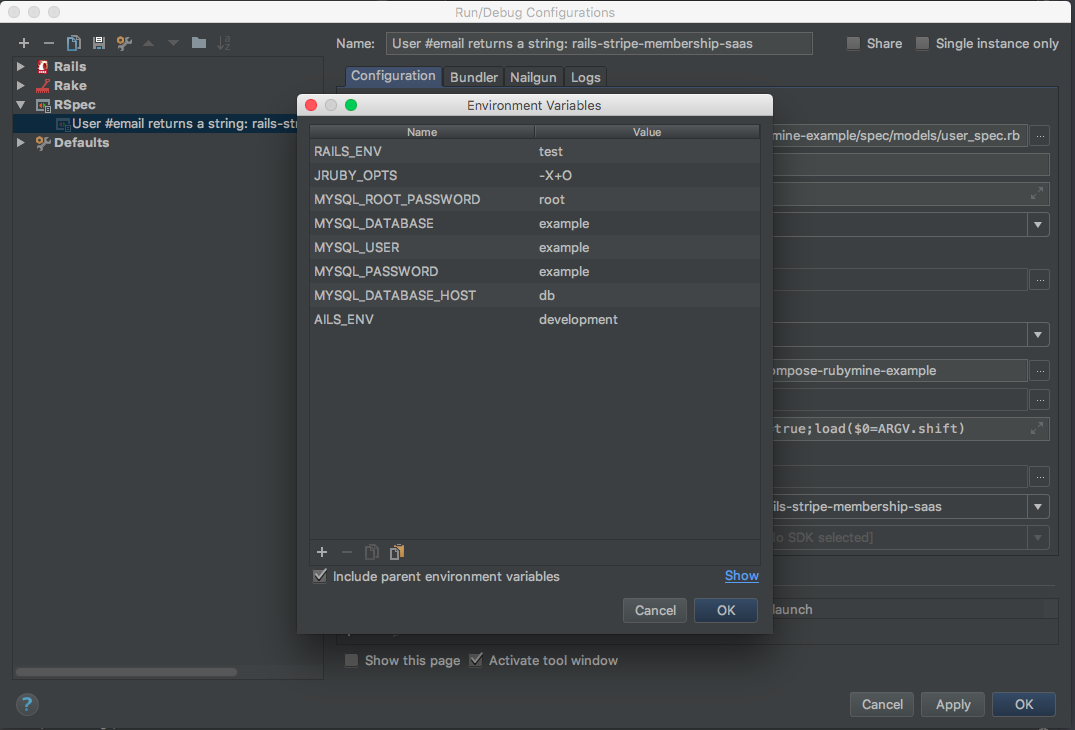 Run/Debug Configurations
Name: User #email returns a string: rails-stripe-membership-saas Share Single instance only
Rails
Rake
RSpec
User #email returns a string: rails-str
Defaults
Configuration Bundler Nailgun Logs
Environment Variables
Name Value
RAILS_ENV test
JRUBY_OPTS -X+O
MYSQL_ROOT_PASSWORD root
MYSQL_DATABASE example
MYSQL_USER example
MYSQL_PASSWORD example
MYSQL_DATABASE_HOST db
AILS_ENV development
Include parent environment variables Show
Cancel OK
mine-example/spec/models/user_spec.rb ...
...
ompose-rubymine-example ...
...
=true;load($0=ARGV.shift)
...
ils-stripe-membership-saas
No SDK selected]
launch
Show this page Activate tool window
? Cancel Apply OK